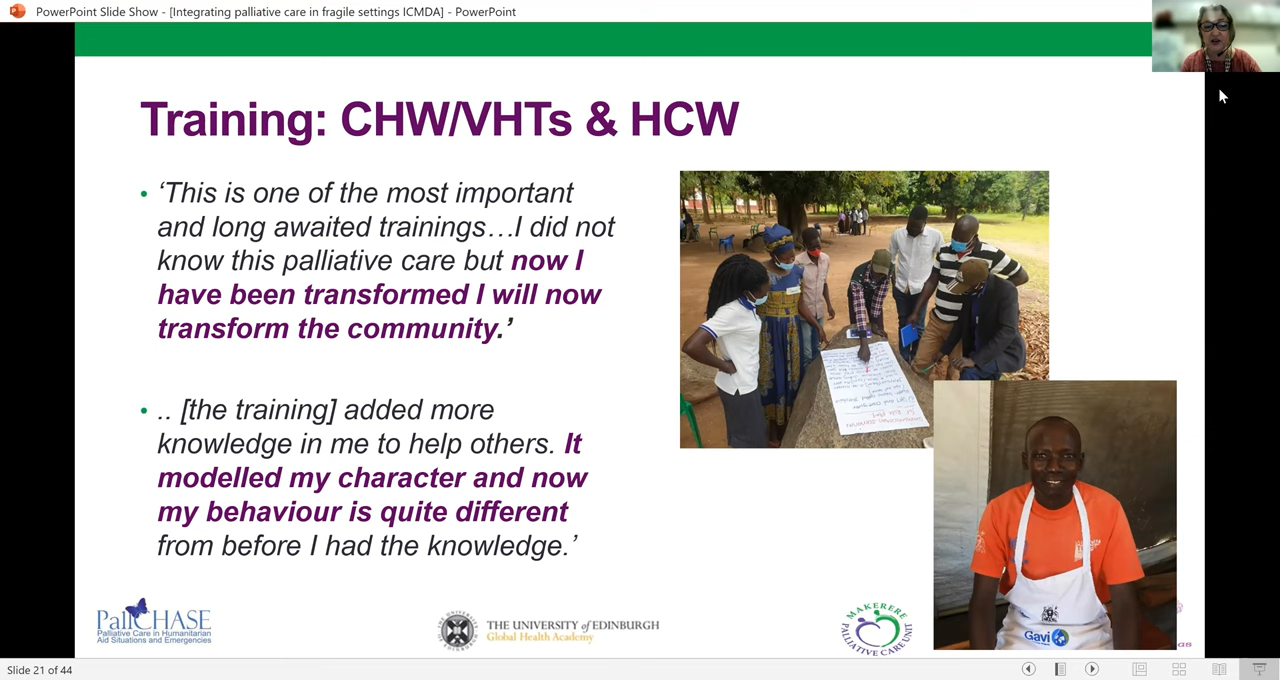 PowerPoint Slide Show - [Integrating palliative care in fragile settings ICMDA] - PowerPoint
Training: CHW/VHTs & HCW
• ‘This is one of the most important
and long awaited trainings…I did not
know this palliative care but now I
have been transformed I will now
transform the community.’
• .. [the training] added more
knowledge in me to help others. It
modelled my character and now
my behaviour is quite different
from before I had the knowledge.’
Gavi
PallCHASE
Palliative Care in Humanitarian
Aid Situations and Emergencies
THE UNIVERSITY of EDINBURGH
Global Health Academy
MAKERERE
PALLIATIVE CARE UNIT
Slide 21 of 44